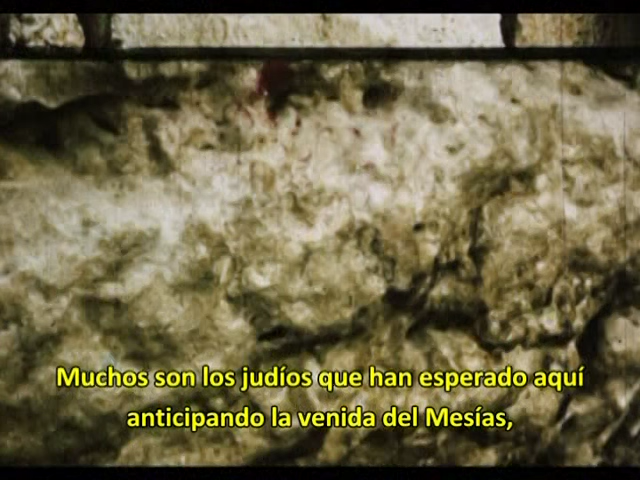 Muchos son los judíos que han esperado aquí
anticipando la venida del Mesías,